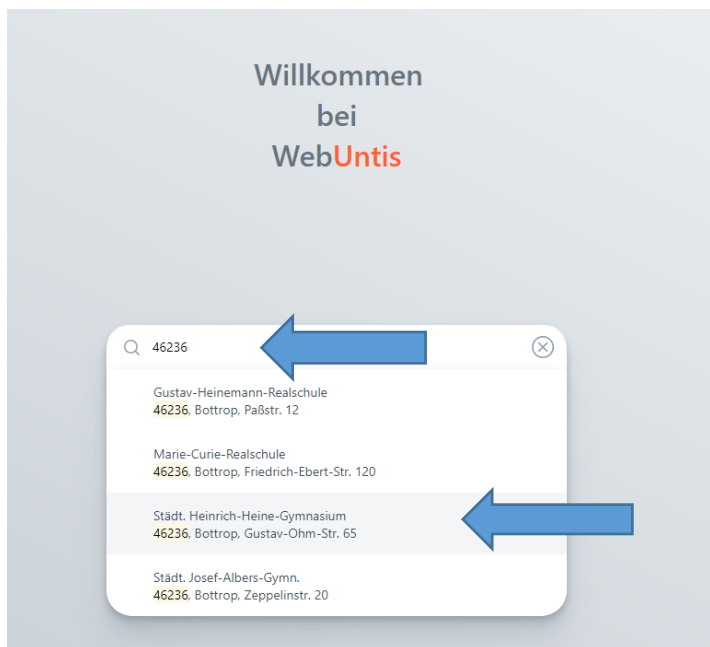 Willkommen
bei
WebUntis
46236
Gustav-Heinemann-Realschule
46236, Bottrop, Paßstr. 12
Marie-Curie-Realschule
46236, Bottrop, Friedrich-Ebert-Str. 120
Städt. Heinrich-Heine-Gymnasium
46236, Bottrop, Gustav-Ohm-Str. 65
Städt. Josef-Albers-Gymn.
46236, Bottrop, Zeppelinstr. 20